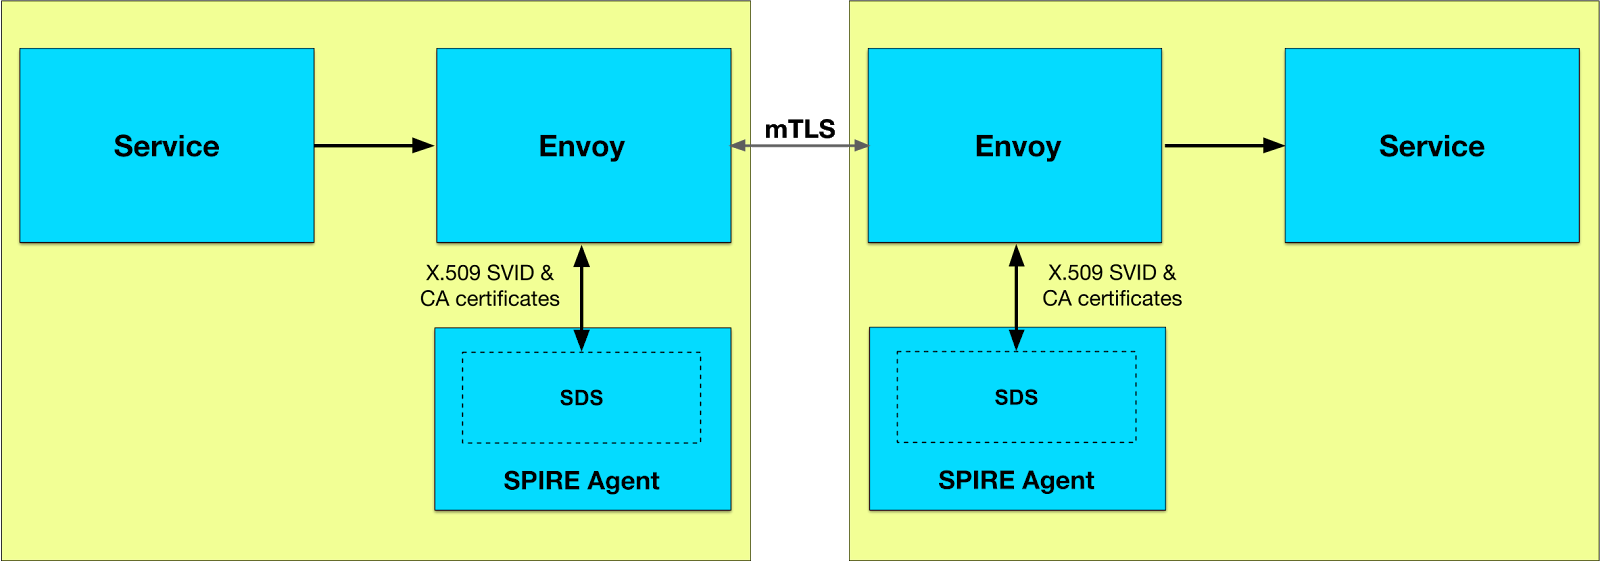 Service
Envoy
mTLS
Envoy
Service
X.509 SVID &
CA certificates
X.509 SVID &
CA certificates
SDS
SPIRE Agent
SDS
SPIRE Agent